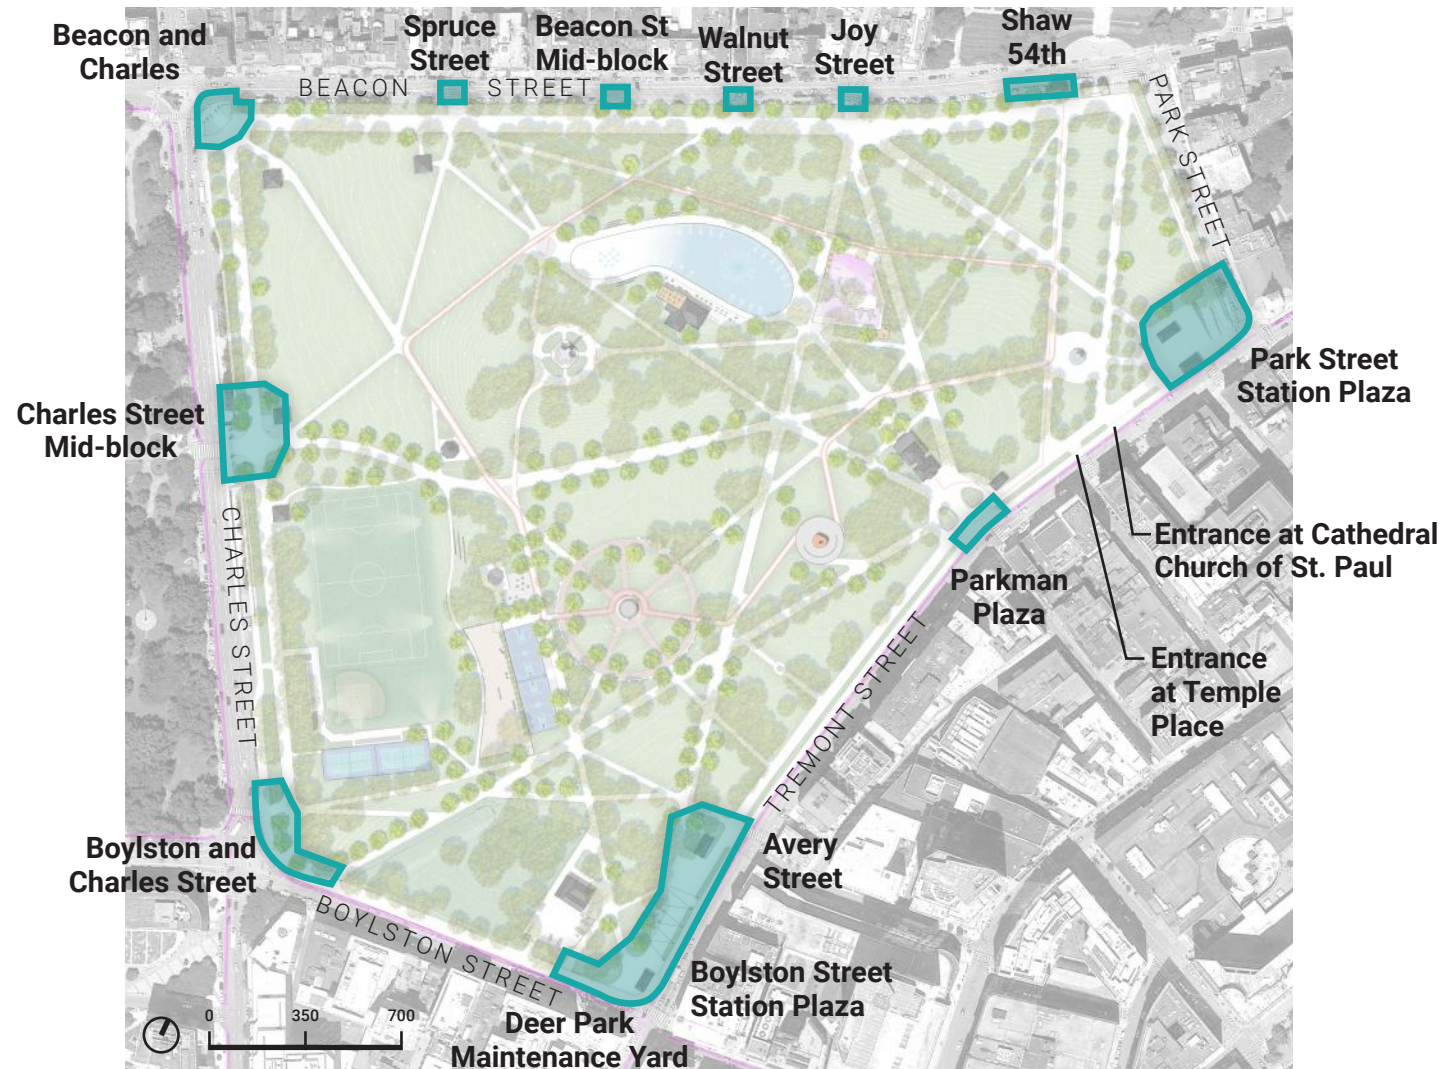 Beacon and
Charles
Spruce
Street
Beacon St
Mid-block
Walnut
Street
Joy
Street
Shaw
54th
BEACON STREET
PARK STREET
Park Street
Station Plaza
Charles Street
Mid-block
CHARLES STREET
Entrance at Cathedral
Church of St. Paul
Parkman
Plaza
Entrance
at Temple
Place
TREMONT STREET
Avery
Street
Boylston and
Charles Street
BOYLSTON STREET
Boylston Street
Station Plaza
Deer Park
Maintenance Yard
0 350 700